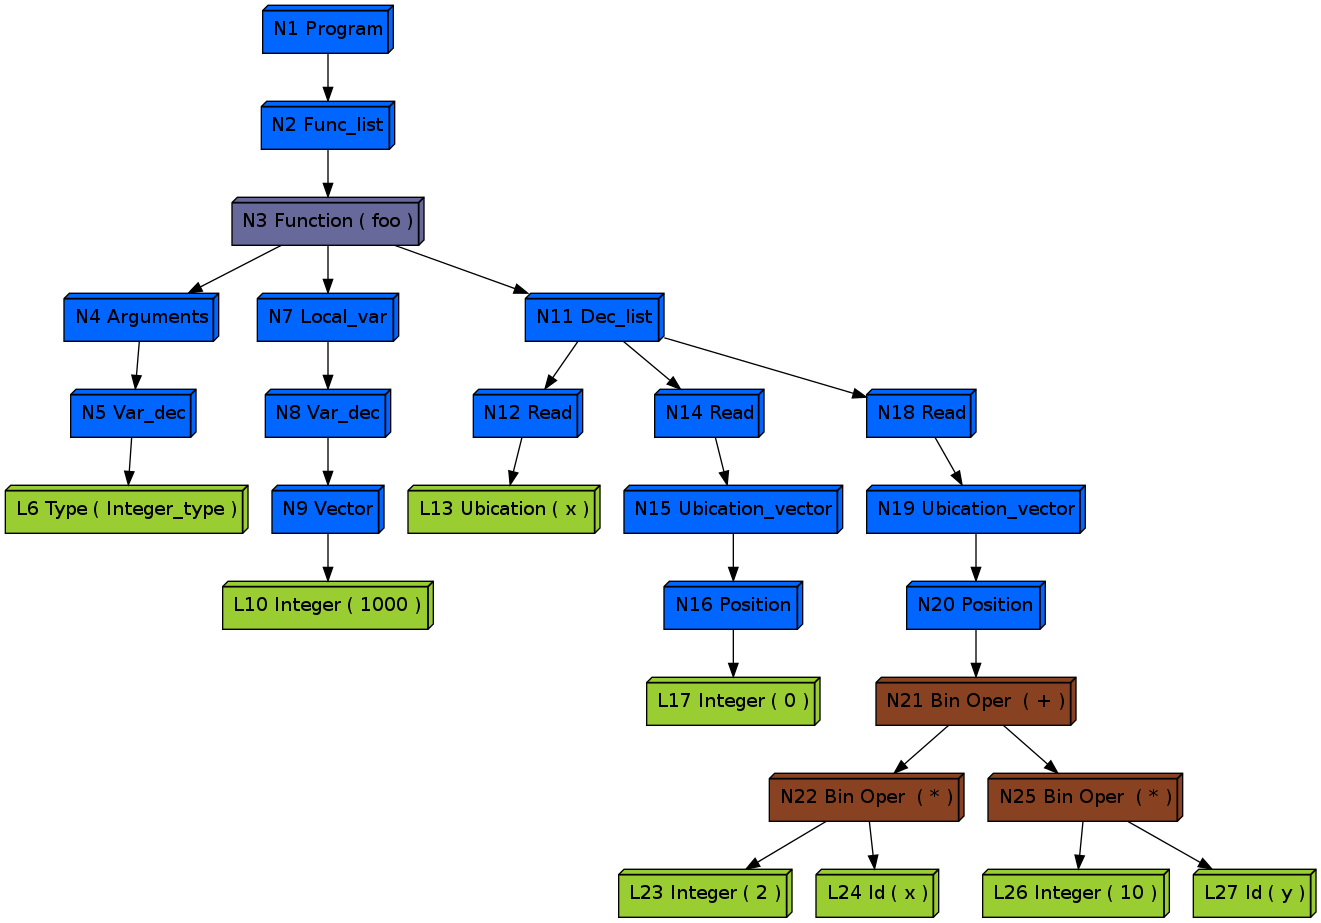 N1 Program
N2 Func_list
N3 Function ( foo )
N4 Arguments
N7 Local_var
N11 Dec_list
N5 Var_dec
N8 Var_dec
N12 Read
N14 Read
N18 Read
L6 Type ( Integer_type )
N9 Vector
L13 Ubication ( x )
N15 Ubication_vector
N19 Ubication_vector
L10 Integer ( 1000 )
N16 Position
N20 Position
L17 Integer ( 0 )
N21 Bin Oper ( + )
N22 Bin Oper ( * )
N25 Bin Oper ( * )
L23 Integer ( 2 )
L24 Id ( x )
L26 Integer ( 10 )
L27 Id ( y )